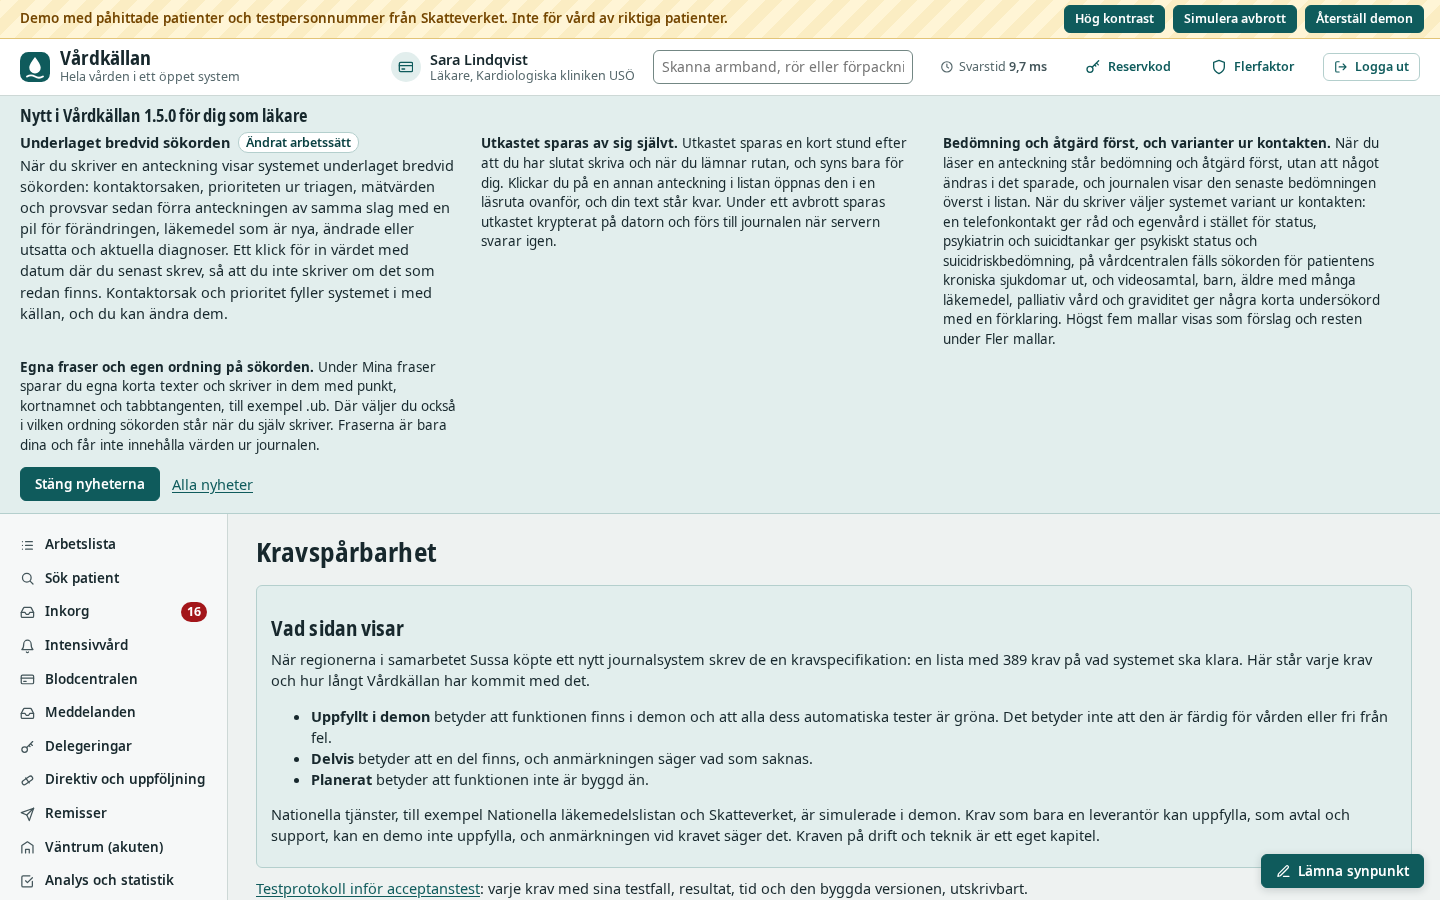 Demo med påhittade patienter och testpersonnummer från Skatteverket. Inte för vård av riktiga patienter.
Hög kontrast
Simulera avbrott
Återställ demon
Vårdkällan
Hela vården i ett öppet system
Sara Lindqvist
Läkare, Kardiologiska kliniken USÖ
Skanna armband, rör eller förpackni
Svarstid 9,7 ms
Reservkod
Flerfaktor
Logga ut
Nytt i Vårdkällan 1.5.0 för dig som läkare
Underlaget bredvid sökorden
Ändrat arbetssätt
När du skriver en anteckning visar systemet underlaget bredvid
sökorden: kontaktorsaken, prioriteten ur triagen, mätvärden
och provsvar sedan förra anteckningen av samma slag med en
pil för förändringen, läkemedel som är nya, ändrade eller
utsatta och aktuella diagnoser. Ett klick för in värdet med
datum där du senast skrev, så att du inte skriver om det som
redan finns. Kontaktorsak och prioritet fyller systemet i med
källan, och du kan ändra dem.
Utkastet sparas av sig självt. Utkastet sparas en kort stund efter
att du har slutat skriva och när du lämnar rutan, och syns bara för
dig. Klickar du på en annan anteckning i listan öppnas den i en
läsruta ovanför, och din text står kvar. Under ett avbrott sparas
utkastet krypterat på datorn och förs till journalen när servern
svarar igen.
Bedömning och åtgärd först, och varianter ur kontakten. När du
läser en anteckning står bedömning och åtgärd först, utan att något
ändras i det sparade, och journalen visar den senaste bedömningen
överst i listan. När du skriver väljer systemet variant ur kontakten:
en telefonkontakt ger råd och egenvård i stället för status,
psykiatrin och suicidtankar ger psykiskt status och
suicidriskbedömning, på vårdcentralen fälls sökorden för patientens
kroniska sjukdomar ut, och videosamtal, barn, äldre med många
läkemedel, palliativ vård och graviditet ger några korta undersökord
med en förklaring. Högst fem mallar visas som förslag och resten
under Fler mallar.
Egna fraser och egen ordning på sökorden. Under Mina fraser
sparar du egna korta texter och skriver in dem med punkt,
kortnamnet och tabbtangenten, till exempel .ub. Där väljer du också
i vilken ordning sökorden står när du själv skriver. Fraserna är bara
dina och får inte innehålla värden ur journalen.
Stäng nyheterna
Alla nyheter
Arbetslista
Sök patient
Inkorg
16
Intensivvård
Blodcentralen
Meddelanden
Delegeringar
Direktiv och uppföljning
Remisser
Väntrum (akuten)
Analys och statistik
Kravspårbarhet
Vad sidan visar
När regionerna i samarbetet Sussa köpte ett nytt journalsystem skrev de en kravspecifikation: en lista med 389 krav på vad systemet ska klara. Här står varje krav
och hur långt Vårdkällan har kommit med det.
Uppfyllt i demon betyder att funktionen finns i demon och att alla dess automatiska tester är gröna. Det betyder inte att den är färdig för vården eller fri från
fel.
Delvis betyder att en del finns, och anmärkningen säger vad som saknas.
Planerat betyder att funktionen inte är byggd än.
Nationella tjänster, till exempel Nationella läkemedelslistan och Skatteverket, är simulerade i demon. Krav som bara en leverantör kan uppfylla, som avtal och
support, kan en demo inte uppfylla, och anmärkningen vid kravet säger det. Kraven på drift och teknik är ett eget kapitel.
Lämna synpunkt
Testprotokoll inför acceptanstest: varje krav med sina testfall, resultat, tid och den byggda versionen, utskrivbart.